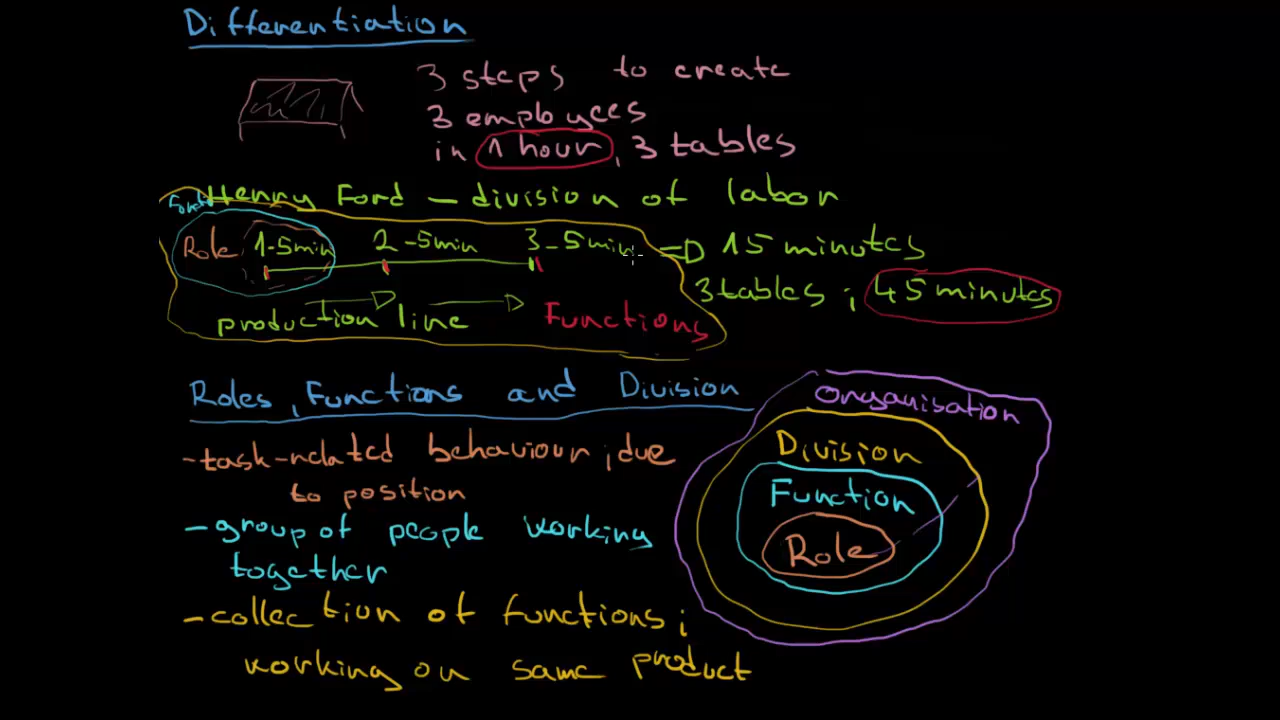 Differentiation
3 steps to create
3 employees
in 1 hour, 3 tables
Henry Ford – division of labor
Role 1-5min 2-5min 3-5min => 15 minutes
3 tables; 45 minutes
production line Functions
Roles, Functions and Division
Organisation
- task-related behaviour; due
to position
Division
Function
Role
- group of people working
together
- collection of functions;
working on same product